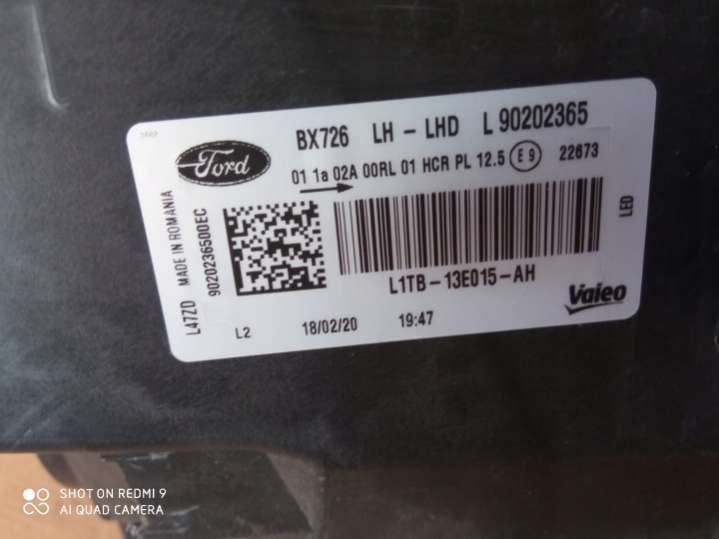 Ford
BX726 LH - LHD L 90202365
01 1a 02A 00RL 01 HCR PL 12.5 E9 22673
L1TB-13E015-AH
LED
Valeo
L47ZD MADE IN ROMANIA
9020236500EC
L2 18/02/20 19:47
SHOT ON REDMI 9
AI QUAD CAMERA